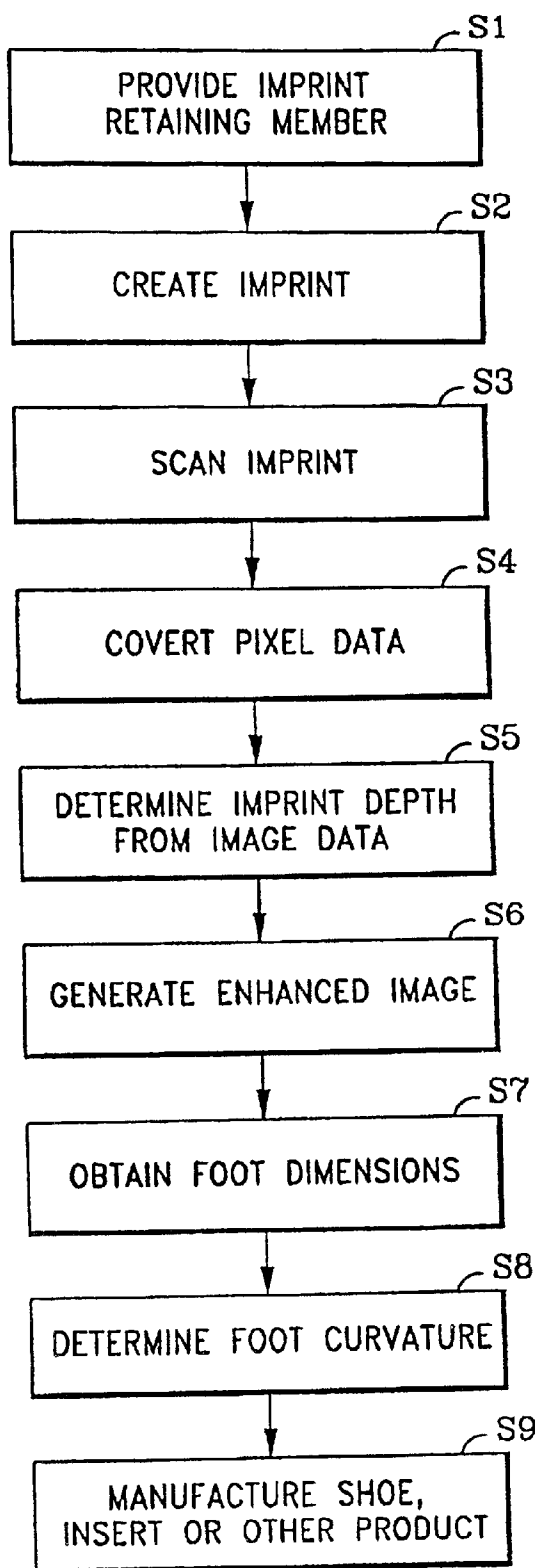 S1
PROVIDE IMPRINT
RETAINING MEMBER
S2
CREATE IMPRINT
S3
SCAN IMPRINT
S4
COVERT PIXEL DATA
S5
DETERMINE IMPRINT DEPTH
FROM IMAGE DATA
S6
GENERATE ENHANCED IMAGE
S7
OBTAIN FOOT DIMENSIONS
S8
DETERMINE FOOT CURVATURE
S9
MANUFACTURE SHOE,
INSERT OR OTHER PRODUCT